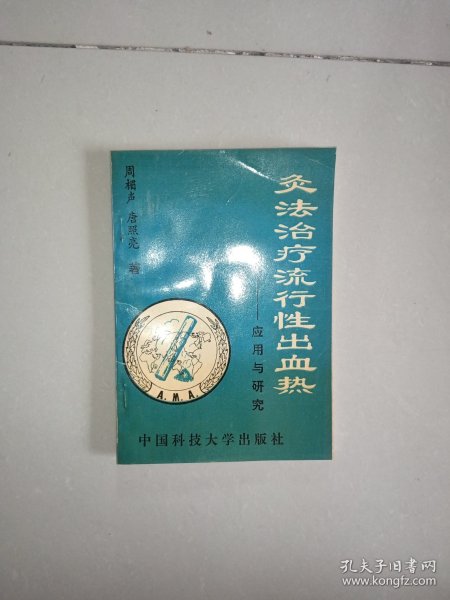 灸法治疗流行性出血热
——应用与研究
周楣声 唐照亮 著
A.M.A.
中国科技大学出版社
孔夫子旧书网
www.kongfz.com